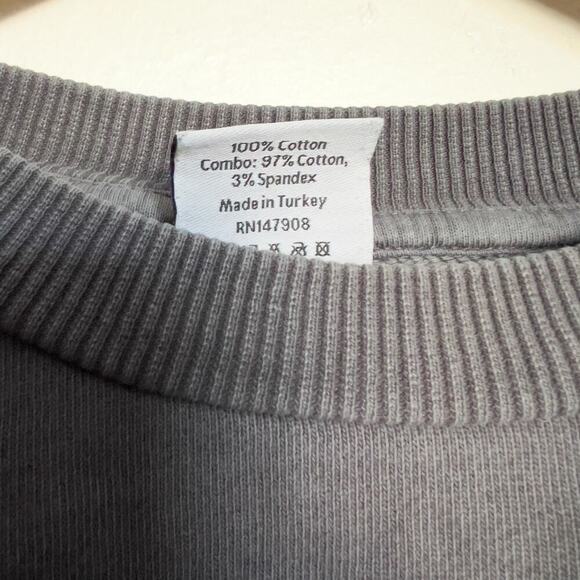 100% Cotton
Combo: 97% Cotton,
3% Spandex
Made in Turkey
RN147908